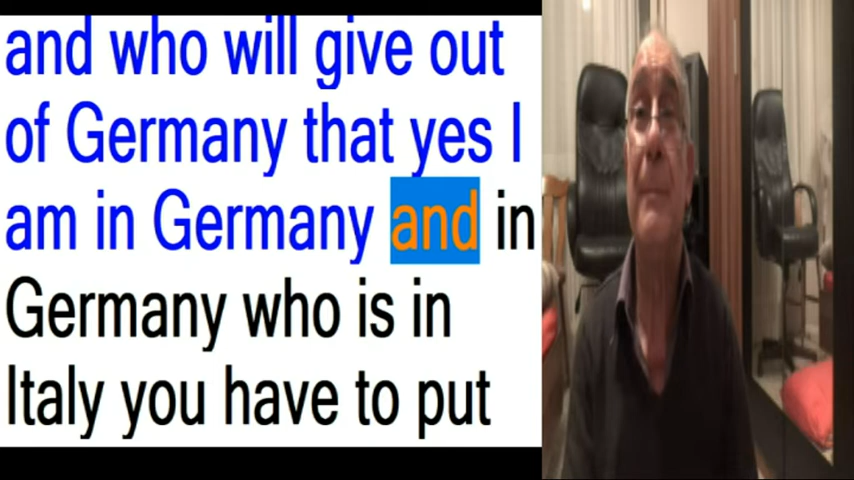 and who will give out
of Germany that yes I
am in Germany and in
Germany who is in
Italy you have to put